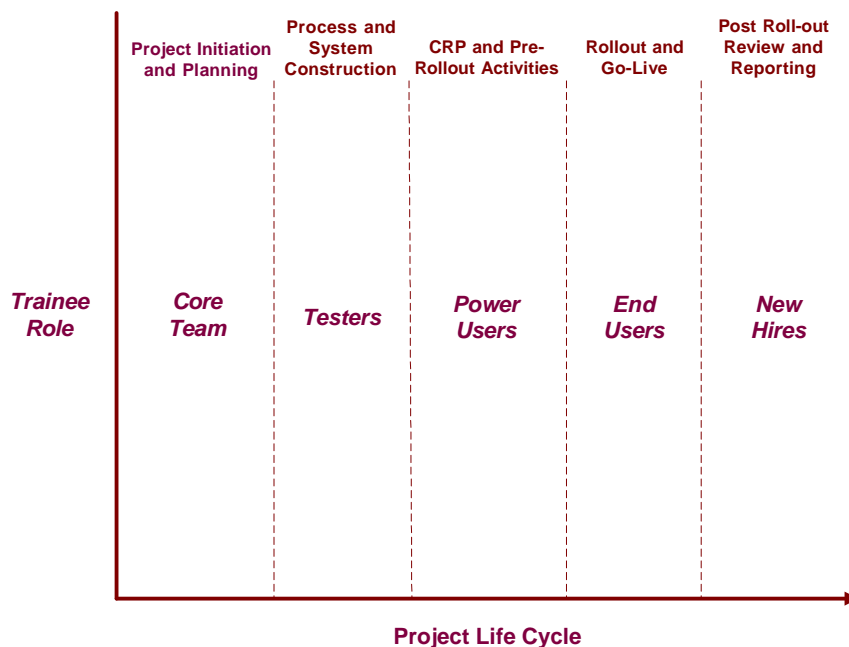 Project Initiation
and Planning
Process and
System
Construction
CRP and Pre-
Rollout Activities
Rollout and
Go-Live
Post Roll-out
Review and
Reporting
Trainee
Role
Core
Team
Testers
Power
Users
End
Users
New
Hires
Project Life Cycle